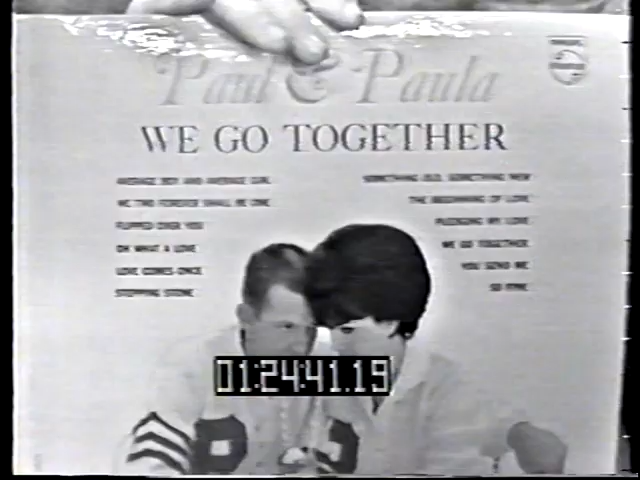 Paul & Paula
WE GO TOGETHER
AVERAGE BOY AND AVERAGE GIRL
WE TWO FOREVER SHALL BE ONE
FLIPPED OVER YOU
OH WHAT A LOVE
LOVE COMES ONCE
STEPPING STONE
SOMETHING OLD, SOMETHING NEW
THE BEGINNING OF LOVE
PLEDGING MY LOVE
WE GO TOGETHER
YOU SEND ME
SO FINE
01:24:41.19
P
P